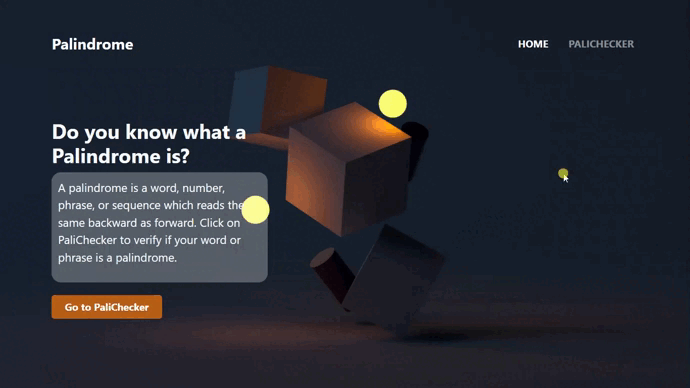 Palindrome
HOME
PALICHECKER
Do you know what a
Palindrome is?
A palindrome is a word, number,
phrase, or sequence which reads the
same backward as forward. Click on
PaliChecker to verify if your word or
phrase is a palindrome.
Go to PaliChecker